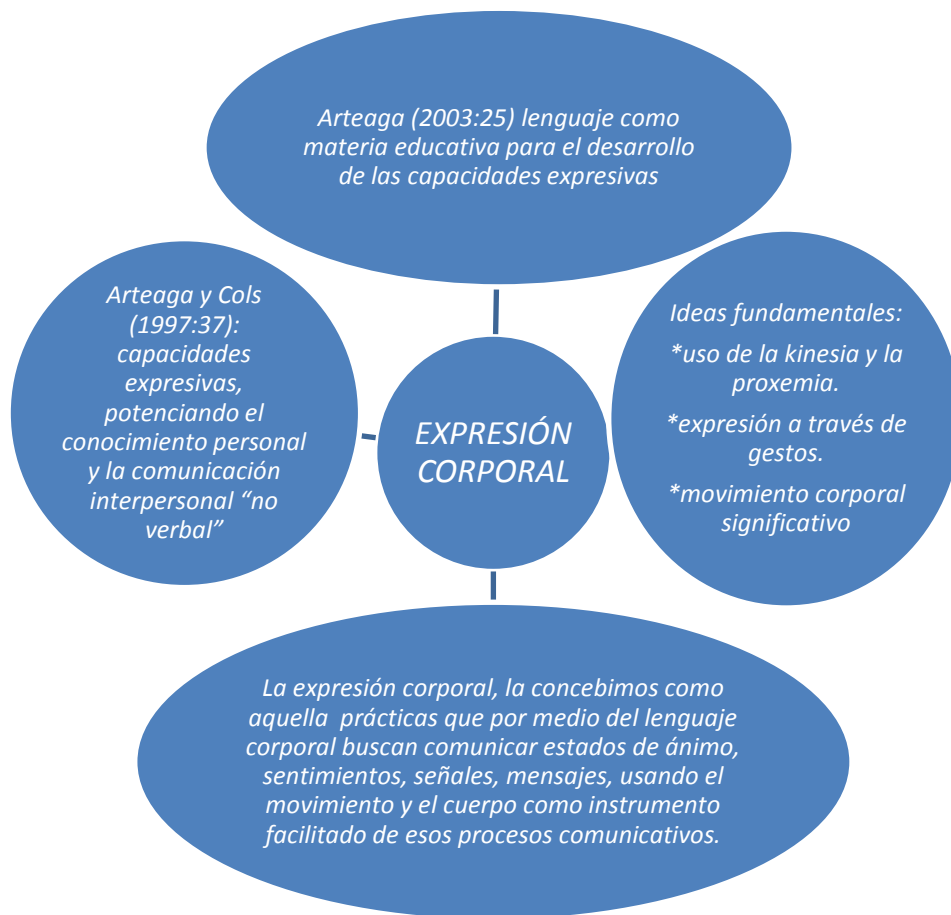 Arteaga (2003:25) lenguaje como
materia educativa para el desarrollo
de las capacidades expresivas
Arteaga y Cols
(1997:37):
capacidades
expresivas,
potenciando el
conocimiento personal
y la comunicación
interpersonal “no
verbal”
EXPRESIÓN
CORPORAL
Ideas fundamentales:
*uso de la kinesia y la
proxemia.
*expresión a través de
gestos.
*movimiento corporal
significativo
La expresión corporal, la concebimos como
aquella prácticas que por medio del lenguaje
corporal buscan comunicar estados de ánimo,
sentimientos, señales, mensajes, usando el
movimiento y el cuerpo como instrumento
facilitado de esos procesos comunicativos.